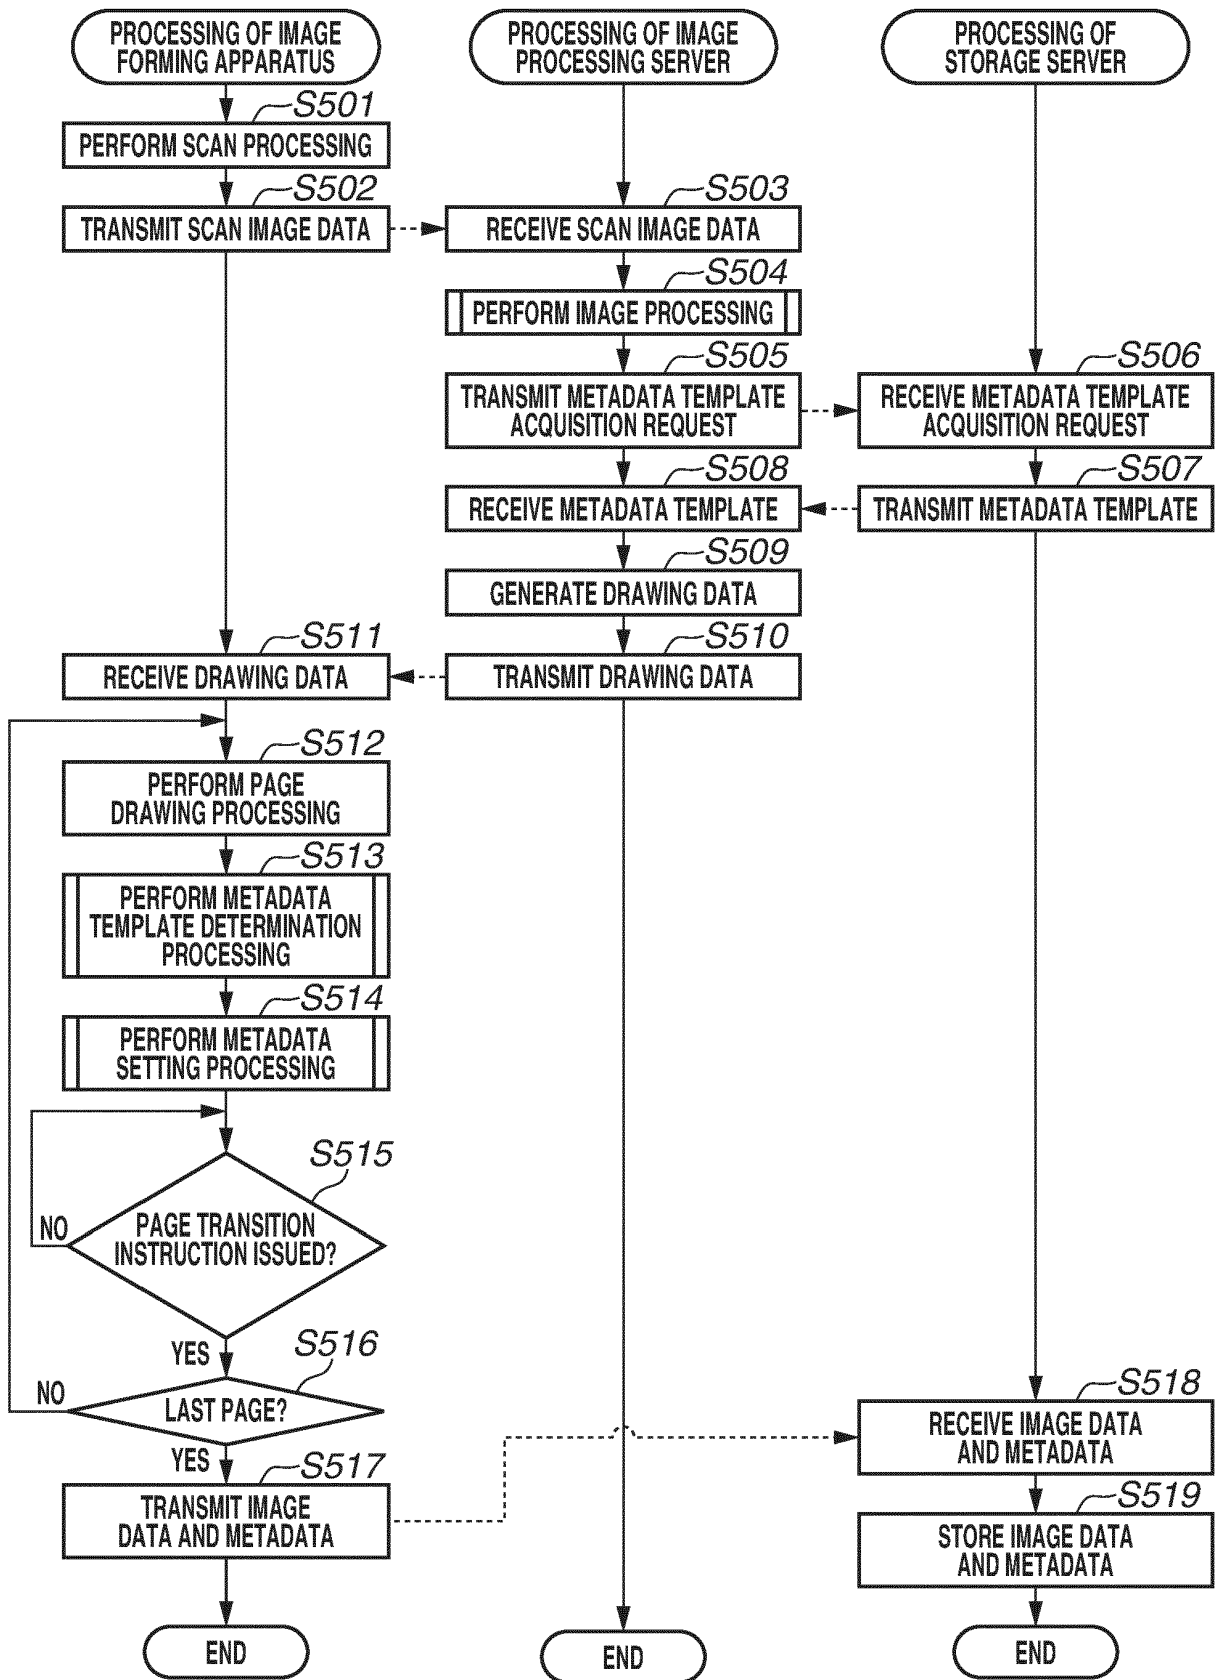 PROCESSING OF IMAGE
FORMING APPARATUS
PROCESSING OF IMAGE
PROCESSING SERVER
PROCESSING OF
STORAGE SERVER
S501
PERFORM SCAN PROCESSING
S502
TRANSMIT SCAN IMAGE DATA
S503
RECEIVE SCAN IMAGE DATA
S504
PERFORM IMAGE PROCESSING
S505
TRANSMIT METADATA TEMPLATE
ACQUISITION REQUEST
S506
RECEIVE METADATA TEMPLATE
ACQUISITION REQUEST
S507
TRANSMIT METADATA TEMPLATE
S508
RECEIVE METADATA TEMPLATE
S509
GENERATE DRAWING DATA
S510
TRANSMIT DRAWING DATA
S511
RECEIVE DRAWING DATA
S512
PERFORM PAGE
DRAWING PROCESSING
S513
PERFORM METADATA
TEMPLATE DETERMINATION
PROCESSING
S514
PERFORM METADATA
SETTING PROCESSING
S515
PAGE TRANSITION
INSTRUCTION ISSUED?
NO
YES
S516
LAST PAGE?
NO
YES
S517
TRANSMIT IMAGE
DATA AND METADATA
S518
RECEIVE IMAGE DATA
AND METADATA
S519
STORE IMAGE DATA
AND METADATA
END
END
END